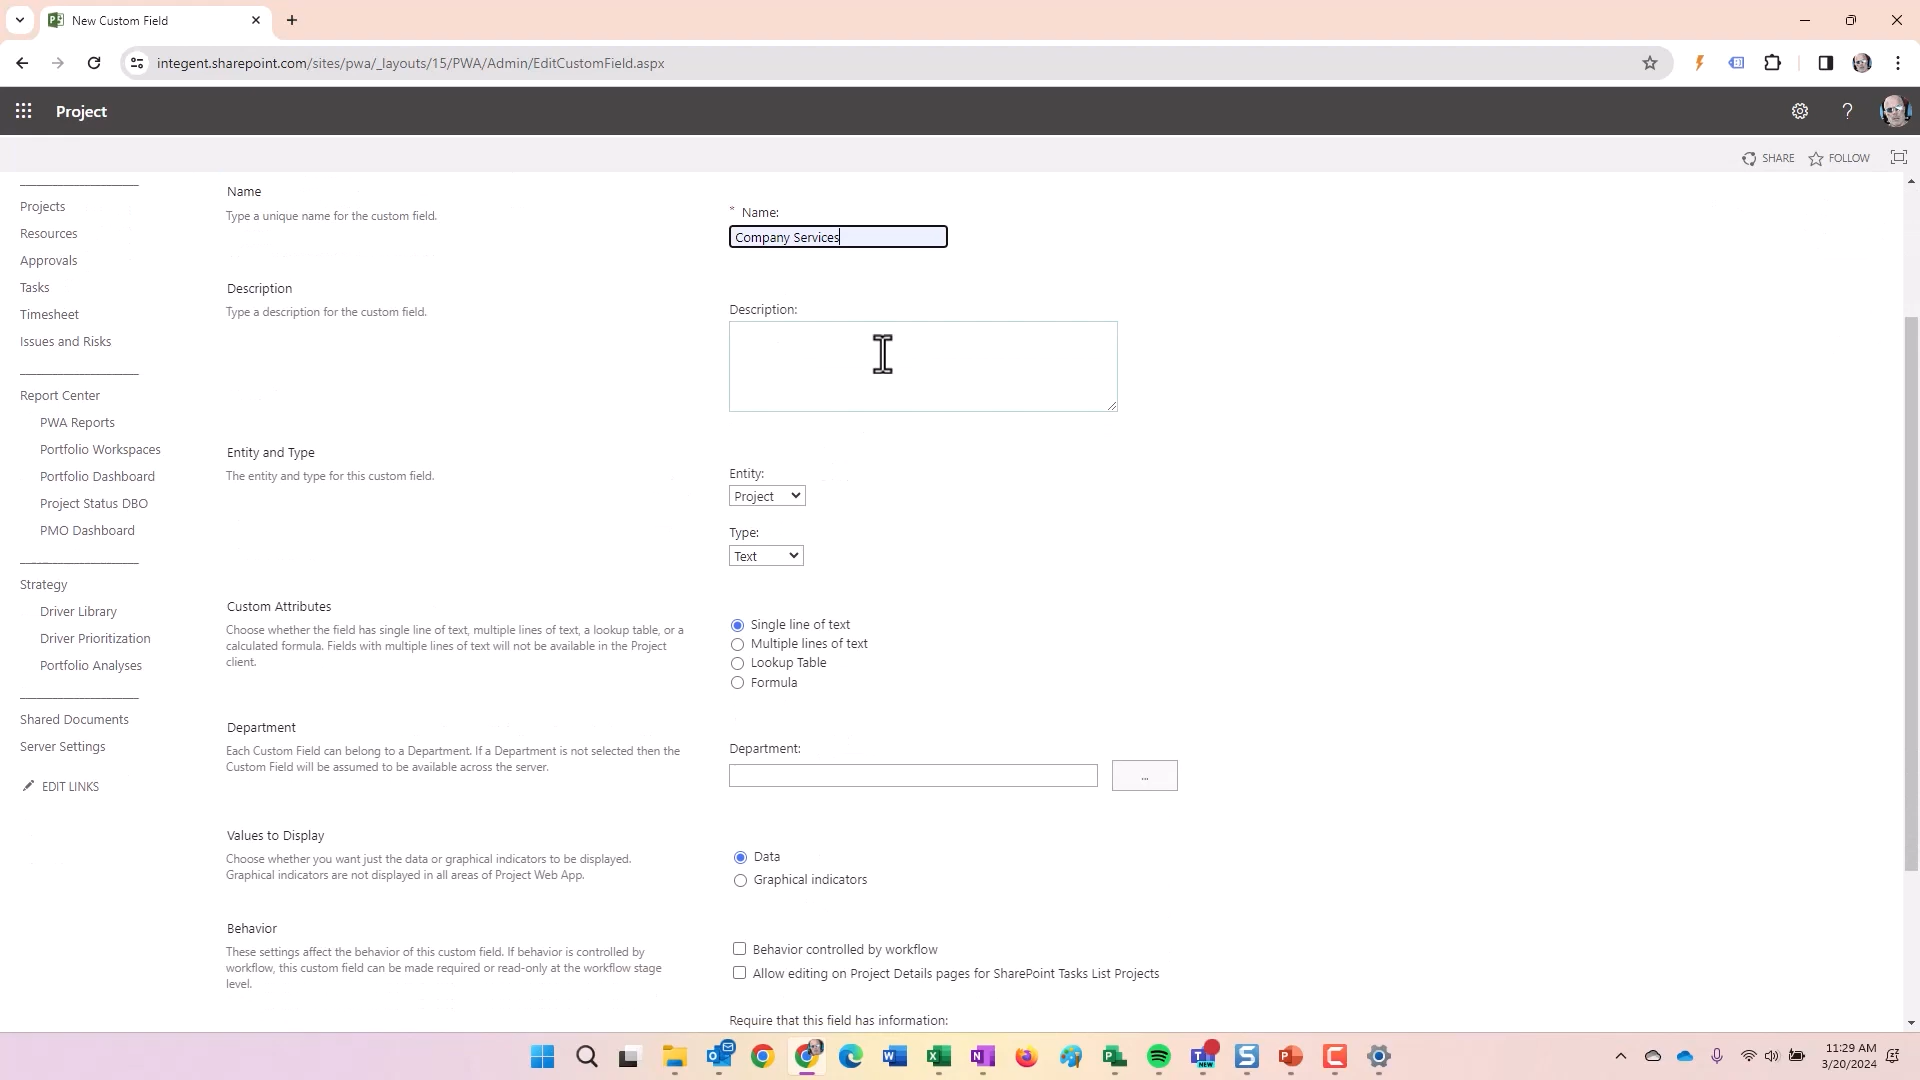 New Custom Field
integent.sharepoint.com/sites/pwa/_layouts/15/PWA/Admin/EditCustomField.aspx
Project
SHARE
FOLLOW
Projects
Resources
Approvals
Tasks
Timesheet
Issues and Risks
Report Center
PWA Reports
Portfolio Workspaces
Portfolio Dashboard
Project Status DBO
PMO Dashboard
Strategy
Driver Library
Driver Prioritization
Portfolio Analyses
Shared Documents
Server Settings
EDIT LINKS
Name
Type a unique name for the custom field.
* Name:
Company Services
Description
Type a description for the custom field.
Description:
Entity and Type
The entity and type for this custom field.
Entity:
Project
Type:
Text
Custom Attributes
Choose whether the field has single line of text, multiple lines of text, a lookup table, or a
calculated formula. Fields with multiple lines of text will not be available in the Project
client.
Single line of text
Multiple lines of text
Lookup Table
Formula
Department
Each Custom Field can belong to a Department. If a Department is not selected then the
Custom Field will be assumed to be available across the server.
Department:
...
Values to Display
Choose whether you want just the data or graphical indicators to be displayed.
Graphical indicators are not displayed in all areas of Project Web App.
Data
Graphical indicators
Behavior
These settings affect the behavior of this custom field. If behavior is controlled by
workflow, this custom field can be made required or read-only at the workflow stage
level.
Behavior controlled by workflow
Allow editing on Project Details pages for SharePoint Tasks List Projects
Require that this field has information:
11:29 AM
3/20/2024